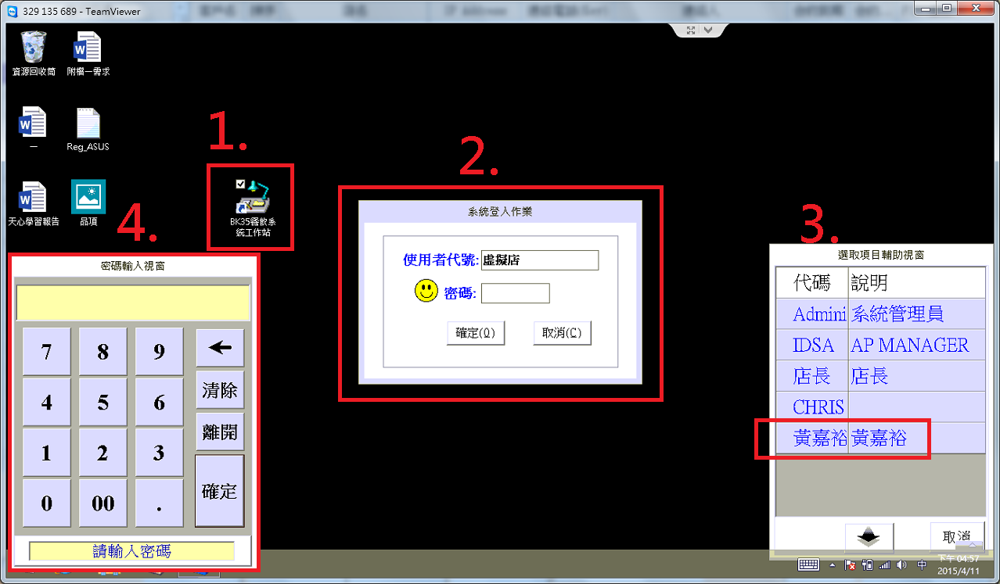 329 135 689 - TeamViewer
資源回收筒
附檔一需求
一
Reg_ASUS
天心學習報告
品項
1.
BK35餐飲系
統工作站
2.
系統登入作業
使用者代號: 虛擬店
密碼:
確定(O)
取消(C)
3.
選取項目輔助視窗
代碼 說明
Admini 系統管理員
IDSA AP MANAGER
店長 店長
CHRIS
黃嘉裕 黃嘉裕
取消
4.
密碼輸入視窗
7 8 9 ←
4 5 6 清除
1 2 3 離開
0 00 . 確定
請輸入密碼
中
下午 04:57
2015/4/11